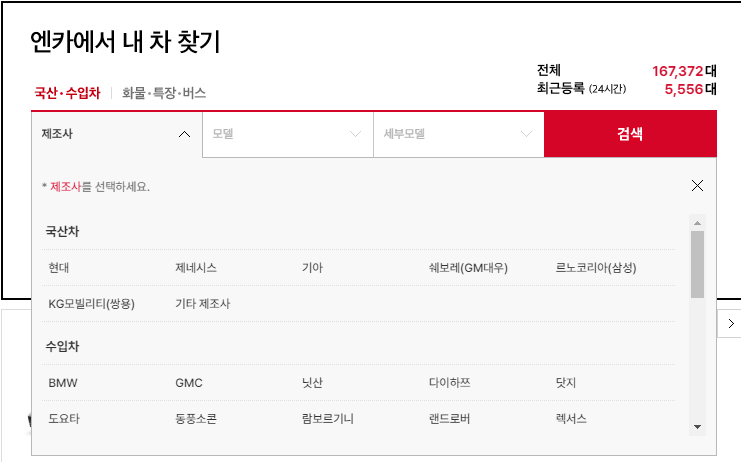 엔카에서 내 차 찾기
전체 167,372대
최근등록 (24시간) 5,556대
국산·수입차 화물·특장·버스
제조사 모델 세부모델 검색
* 제조사를 선택하세요.
국산차
현대 제네시스 기아 쉐보레(GM대우) 르노코리아(삼성)
KG모빌리티(쌍용) 기타 제조사
수입차
BMW GMC 닛산 다이하쯔 닷지
도요타 동풍소콘 람보르기니 랜드로버 렉서스